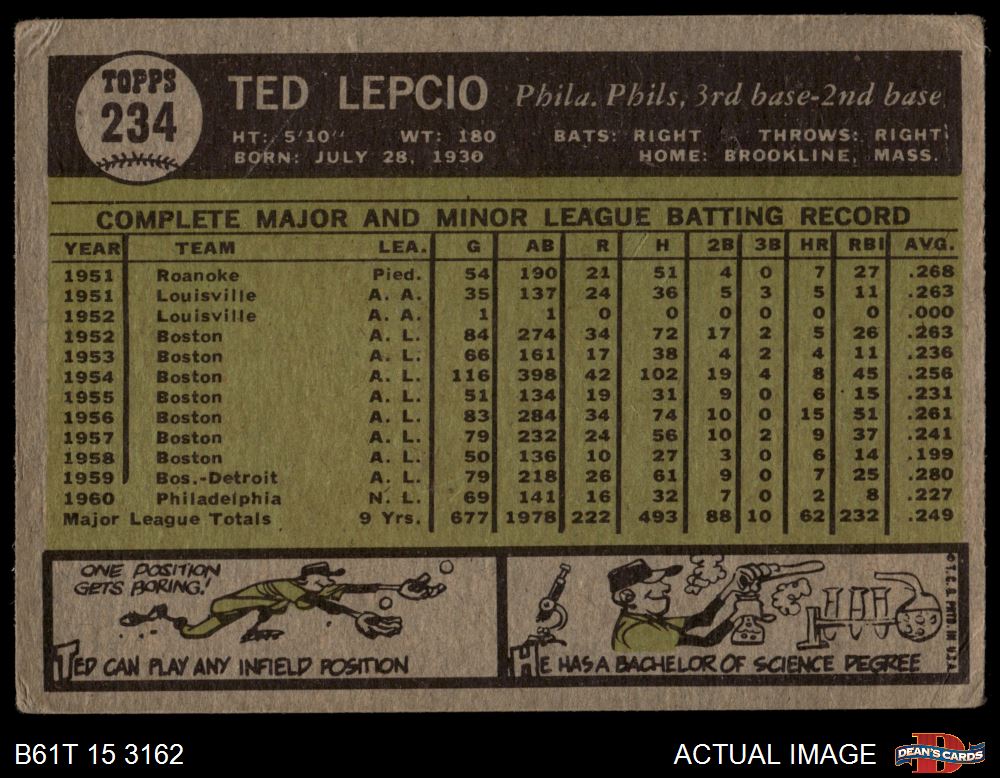 TOPPS
234
TED LEPCIO Phila. Phils, 3rd base-2nd base
HT: 5'10" WT: 180 BATS: RIGHT THROWS: RIGHT
BORN: JULY 28, 1930 HOME: BROOKLINE, MASS.
COMPLETE MAJOR AND MINOR LEAGUE BATTING RECORD
YEAR TEAM LEA. G AB R H 2B 3B HR RBI AVG.
1951 Roanoke Pied. 54 190 21 51 4 0 7 27 .268
1951 Louisville A. A. 35 137 24 36 5 3 5 11 .263
1952 Louisville A. A. 1 1 0 0 0 0 0 0 .000
1952 Boston A. L. 84 274 34 72 17 2 5 26 .263
1953 Boston A. L. 66 161 17 38 4 2 4 11 .236
1954 Boston A. L. 116 398 42 102 19 4 8 45 .256
1955 Boston A. L. 51 134 19 31 9 0 6 15 .231
1956 Boston A. L. 83 284 34 74 10 0 15 51 .261
1957 Boston A. L. 79 232 24 56 10 2 9 37 .241
1958 Boston A. L. 50 136 10 27 3 0 6 14 .199
1959 Bos.-Detroit A. L. 79 218 26 61 9 0 7 25 .280
1960 Philadelphia N. L. 69 141 16 32 7 0 2 8 .227
Major League Totals 9 Yrs. 677 1978 222 493 88 10 62 232 .249
ONE POSITION
GETS BORING!
TED CAN PLAY ANY INFIELD POSITION
HE HAS A BACHELOR OF SCIENCE DEGREE
© T. C. G. PRTD. IN U.S.A.
B61T 15 3162 ACTUAL IMAGE
DEAN'S CARDS